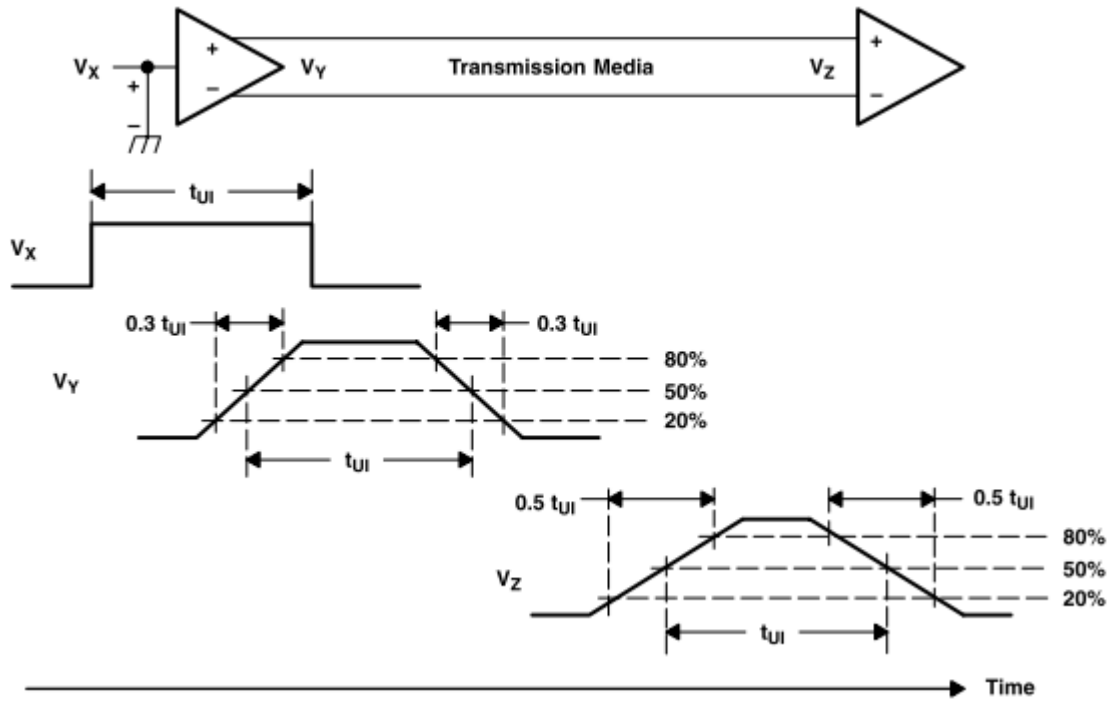 +
+
VX
VY
Transmission Media
VZ
+
–
–
–
tUI
VX
0.3 tUI
0.3 tUI
80%
VY
50%
20%
tUI
0.5 tUI
0.5 tUI
80%
VZ
50%
20%
tUI
Time